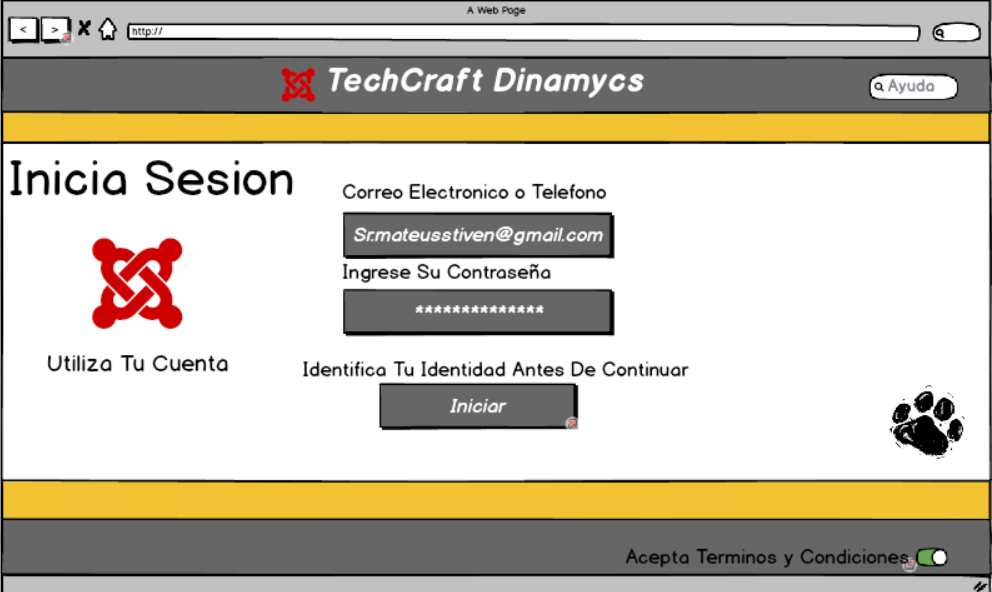 A Web Page
http://
TechCraft Dinamycs
Ayuda
Inicia Sesion
Correo Electronico o Telefono
Sr.mateusstiven@gmail.com
Ingrese Su Contraseña
**************
Utiliza Tu Cuenta
Identifica Tu Identidad Antes De Continuar
Iniciar
Acepta Terminos y Condiciones